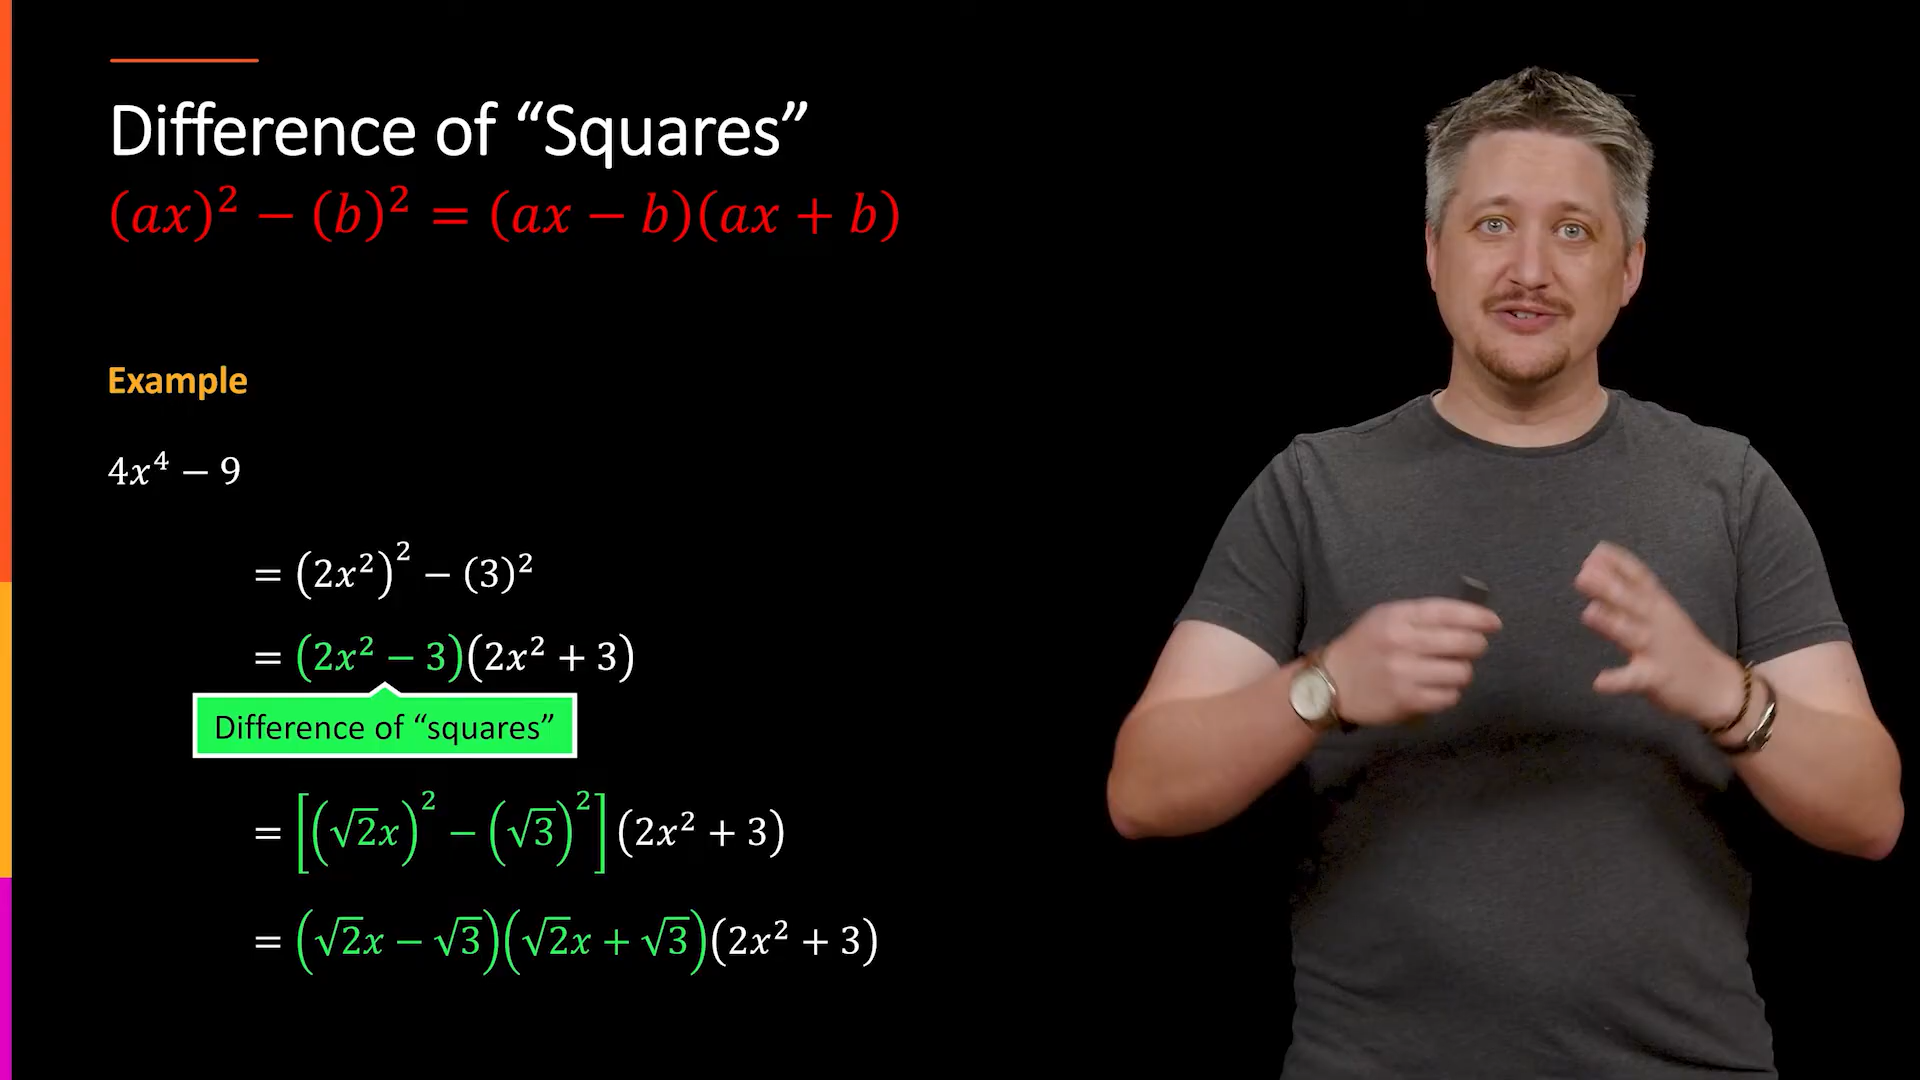 Difference of “Squares”
(ax)² − (b)² = (ax − b)(ax + b)
Example
4x⁴ − 9
= (2x²)² − (3)²
= (2x² − 3)(2x² + 3)
Difference of “squares”
= [(√2x)² − (√3)²] (2x² + 3)
= (√2x − √3)(√2x + √3)(2x² + 3)